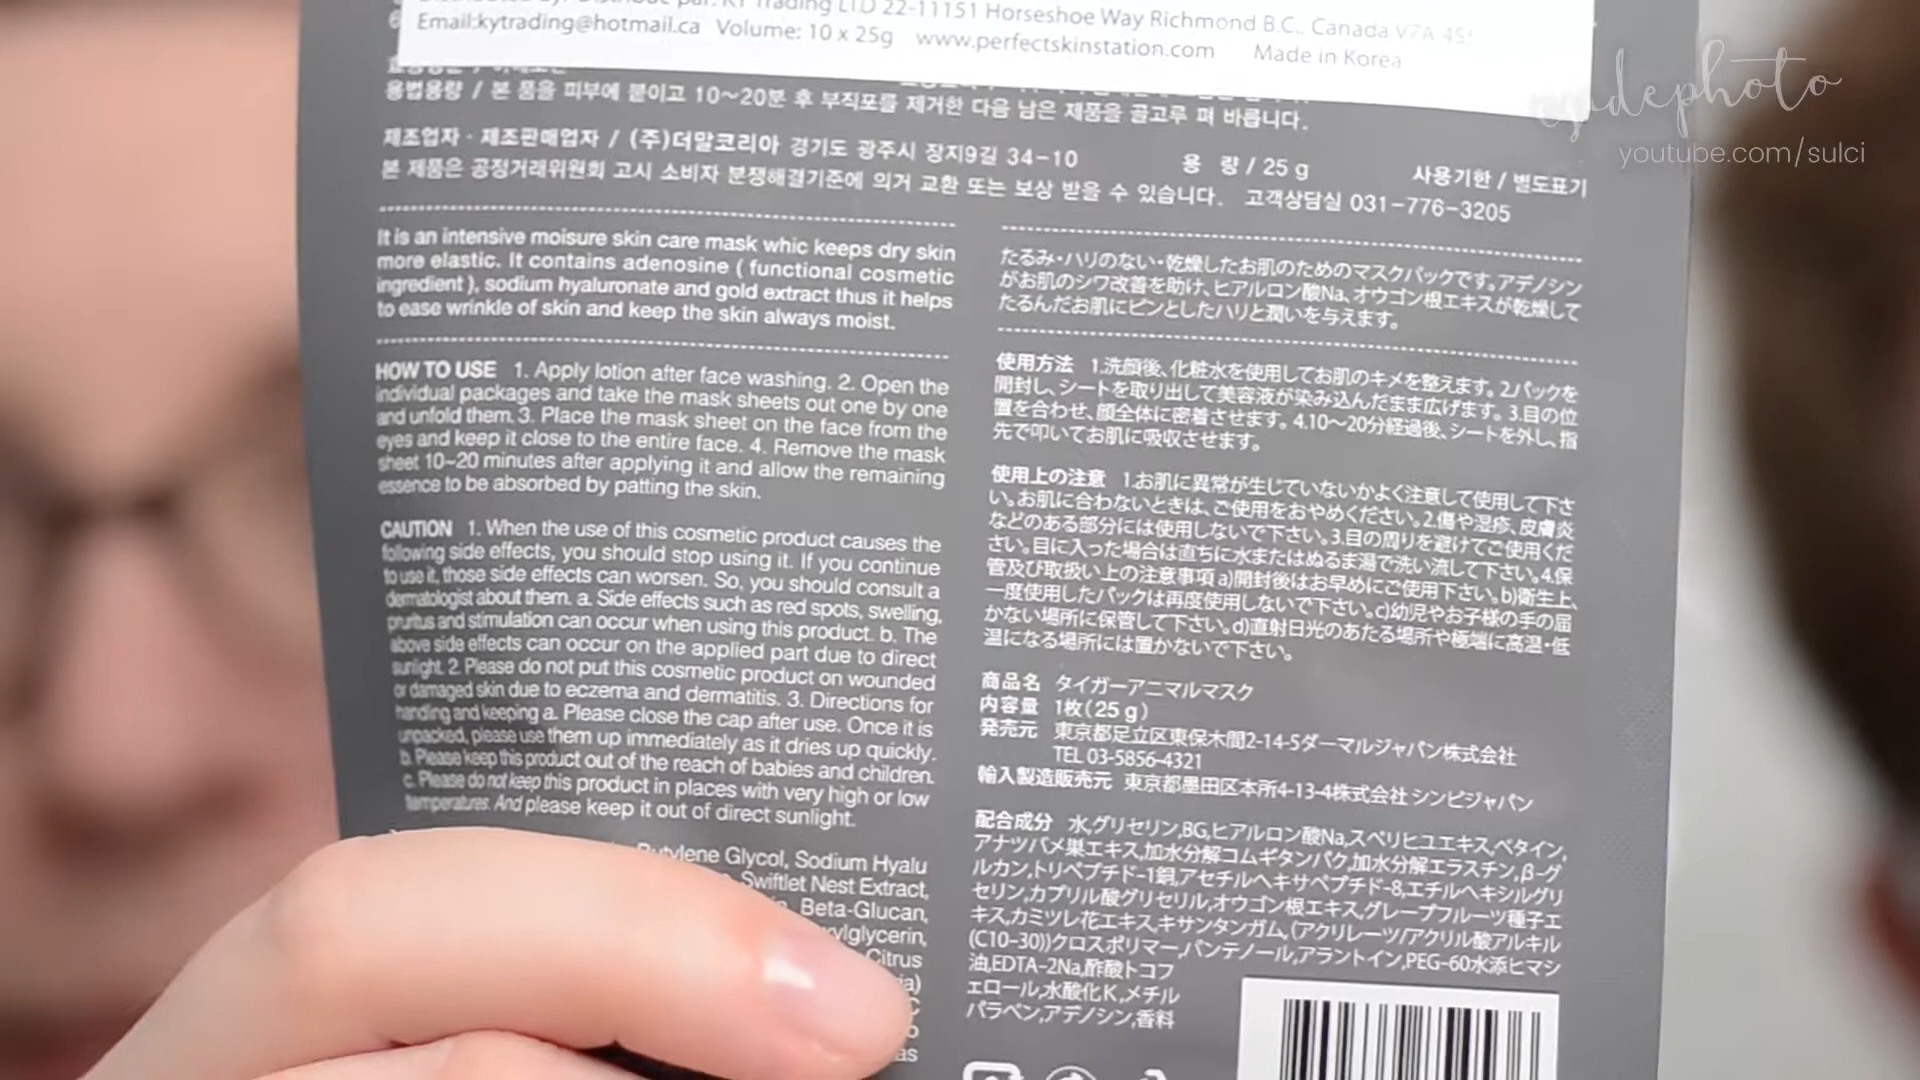 Distributed by/ Distribué par: KY Trading LTD 22-11151 Horseshoe Way Richmond B.C., Canada V7A 4S5
Email:kytrading@hotmail.ca Volume: 10 x 25g www.perfectskinstation.com Made in Korea
용법용량 / 본 품을 피부에 붙이고 10~20분 후 부직포를 제거한 다음 남은 제품을 골고루 펴 바릅니다.
제조업자 · 제조판매업자 / (주)더말코리아 경기도 광주시 장지9길 34-10 용 량 / 25 g 사용기한 / 별도표기
본 제품은 공정거래위원회 고시 소비자 분쟁해결기준에 의거 교환 또는 보상 받을 수 있습니다. 고객상담실 031-776-3205
It is an intensive moisure skin care mask whic keeps dry skin
more elastic. It contains adenosine ( functional cosmetic
ingredient ), sodium hyaluronate and gold extract thus it helps
to ease wrinkle of skin and keep the skin always moist.
HOW TO USE 1. Apply lotion after face washing. 2. Open the
individual packages and take the mask sheets out one by one
and unfold them. 3. Place the mask sheet on the face from the
eyes and keep it close to the entire face. 4. Remove the mask
sheet 10~20 minutes after applying it and allow the remaining
essence to be absorbed by patting the skin.
CAUTION 1. When the use of this cosmetic product causes the
following side effects, you should stop using it. If you continue
to use it, those side effects can worsen. So, you should consult a
dermatologist about them. a. Side effects such as red spots, swelling,
pruritus and stimulation can occur when using this product. b. The
above side effects can occur on the applied part due to direct
sunlight. 2. Please do not put this cosmetic product on wounded
or damaged skin due to eczema and dermatitis. 3. Directions for
handing and keeping a. Please close the cap after use. Once it is
unpacked, please use them up immediately as it dries up quickly.
b. Please keep this product out of the reach of babies and children.
c. Please do not keep this product in places with very high or low
temperatures. And please keep it out of direct sunlight.
Butylene Glycol, Sodium Hyalu
Swiftlet Nest Extract,
Beta-Glucan,
Citrus
たるみ・ハリのない・乾燥したお肌のためのマスクパックです。アデノシン
がお肌のシワ改善を助け、ヒアルロン酸Na、オウゴン根エキスが乾燥して
たるんだお肌にピンとしたハリと潤いを与えます。
使用方法 1.洗顔後、化粧水を使用してお肌のキメを整えます。2.パックを
開封し、シートを取り出して美容液が染み込んだまま広げます。3.目の位
置を合わせ、顔全体に密着させます。4.10～20分経過後、シートを外し、指
先で叩いてお肌に吸収させます。
使用上の注意 1.お肌に異常が生じていないかよく注意して使用して下さ
い。お肌に合わないときは、ご使用をおやめください。2.傷や湿疹、皮膚炎
などのある部分には使用しないで下さい。3.目の周りを避けてご使用くだ
さい。目に入った場合は直ちに水またはぬるま湯で洗い流して下さい。4.保
管及び取扱い上の注意事項 a)開封後はお早めにご使用下さい。b)衛生上、
一度使用したパックは再度使用しないで下さい。c)幼児やお子様の手の届
かない場所に保管して下さい。d)直射日光のあたる場所や極端に高温・低
温になる場所には置かないで下さい。
商品名 タイガーアニマルマスク
内容量 1枚(25 g)
発売元 東京都足立区東保木間2-14-5ダーマルジャパン株式会社
TEL 03-5856-4321
輸入製造販売元 東京都墨田区本所4-13-4株式会社 シンビジャパン
配合成分 水,グリセリン,BG,ヒアルロン酸Na,スベリヒユエキス,ベタイン,
アナツバメ巣エキス,加水分解コムギタンパク,加水分解エラスチン,β-グ
ルカン,トリペプチド-1銅,アセチルヘキサペプチド-8,エチルヘキシルグリ
セリン,カプリル酸グリセリル,オウゴン根エキス,グレープフルーツ種子エ
キス,カミツレ花エキス,キサンタンガム,(アクリレーツ/アクリル酸アルキル
(C10-30))クロスポリマー,パンテノール,アラントイン,PEG-60水添ヒマシ
油,EDTA-2Na,酢酸トコフ
ェロール,水酸化K,メチル
パラベン,アデノシン,香料
youtube.com/sulci